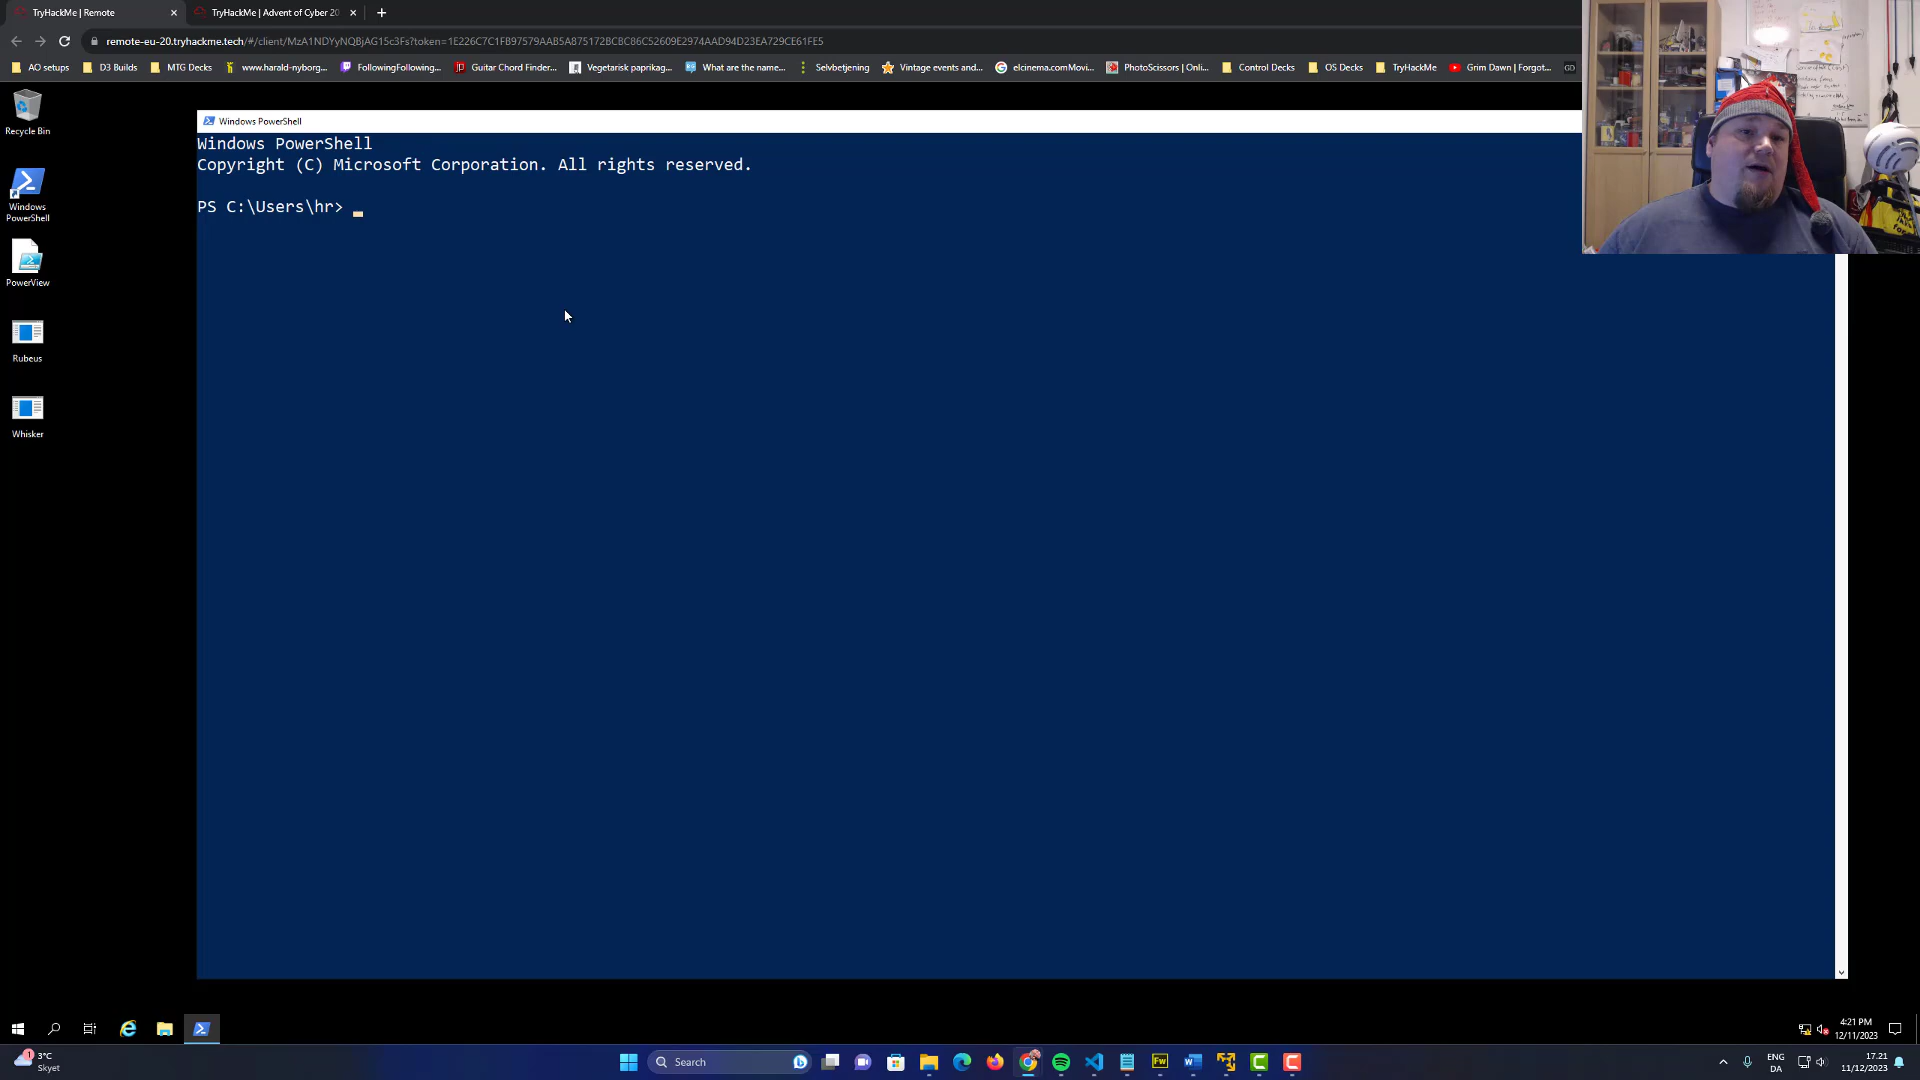 TryHackMe | Remote
TryHackMe | Advent of Cyber 20
remote-eu-20.tryhackme.tech/#/client/MzA1NDYyNQBjAG15c3Fs?token=1E226C7C1FB97579AAB5A875172BCBC86C52609E2974AAD94D23EA729CE61FE5
AO setups
D3 Builds
MTG Decks
www.harald-nyborg...
FollowingFollowing...
Guitar Chord Finder...
Vegetarisk paprikag...
What are the name...
Selvbetjening
Vintage events and...
elcinema.comMovi...
PhotoScissors | Onli...
Control Decks
OS Decks
TryHackMe
Grim Dawn | Forgot...
GD
Recycle Bin
Windows
PowerShell
PowerView
Rubeus
Whisker
Windows PowerShell
Windows PowerShell
Copyright (C) Microsoft Corporation. All rights reserved.
PS C:\Users\hr>
4:21 PM
12/11/2023
1
3°C
Skyet
Search
Fw
ENG
DA
17.21
11/12/2023